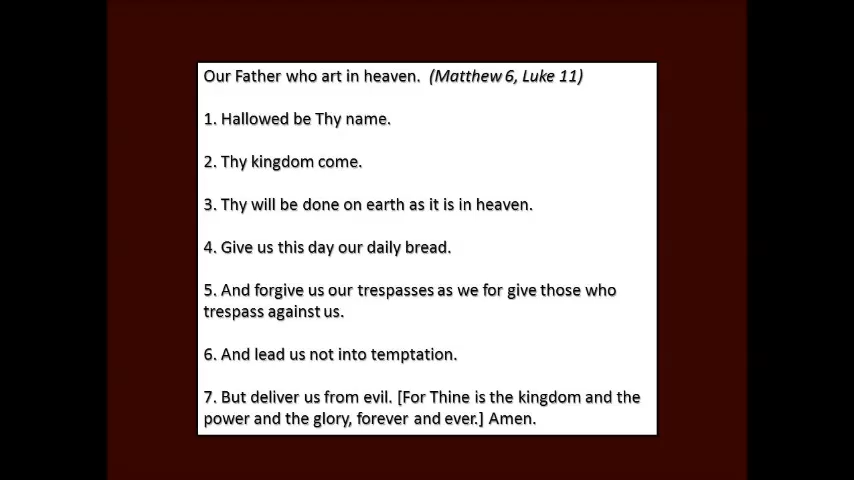 Our Father who art in heaven. (Matthew 6, Luke 11)
1. Hallowed be Thy name.
2. Thy kingdom come.
3. Thy will be done on earth as it is in heaven.
4. Give us this day our daily bread.
5. And forgive us our trespasses as we for give those who
trespass against us.
6. And lead us not into temptation.
7. But deliver us from evil. [For Thine is the kingdom and the
power and the glory, forever and ever.] Amen.